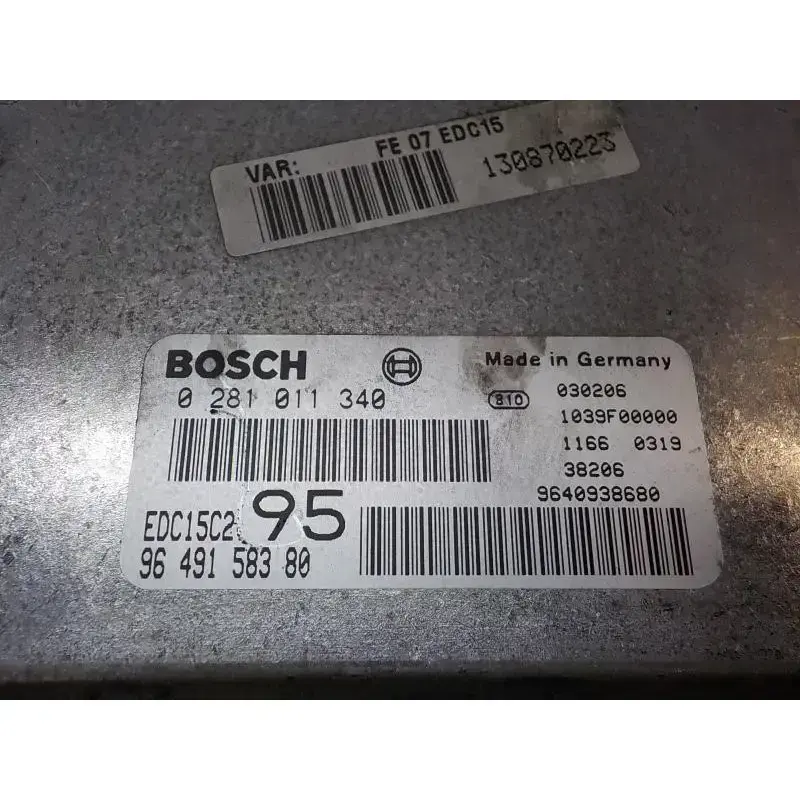 FE 07 EDC15
VAR:
130870223
BOSCH
Made in Germany
0 281 011 340
810
030206
1039F00000
1166 0319
38206
9640938680
EDC15C2
95
96 491 583 80